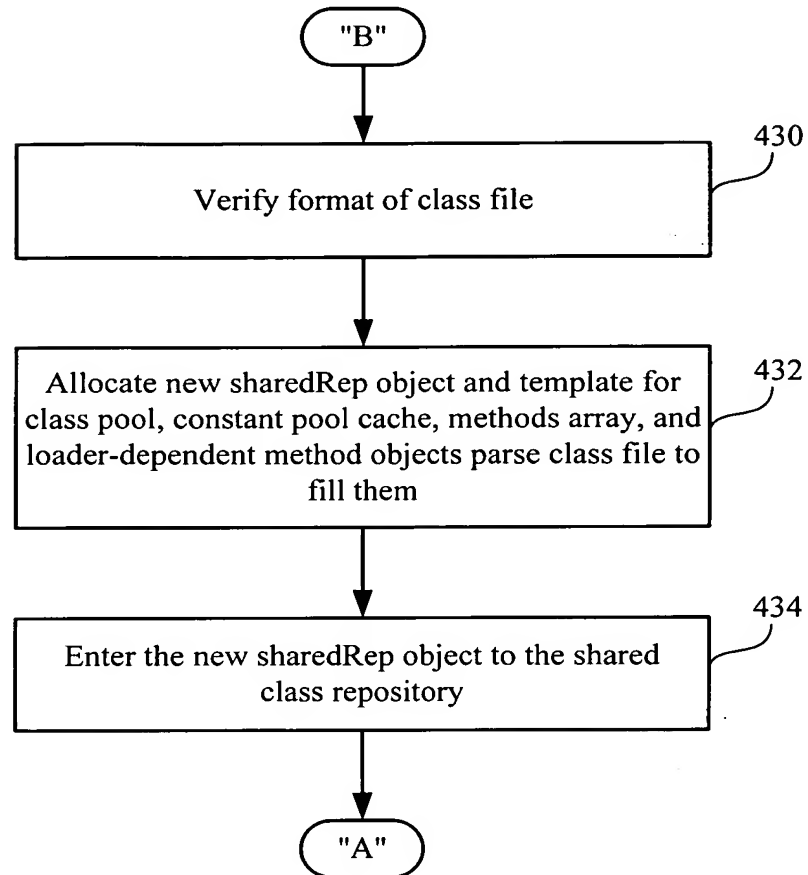 "B"
430
Verify format of class file
432
Allocate new sharedRep object and template for
class pool, constant pool cache, methods array, and
loader-dependent method objects parse class file to
fill them
434
Enter the new sharedRep object to the shared
class repository
"A"